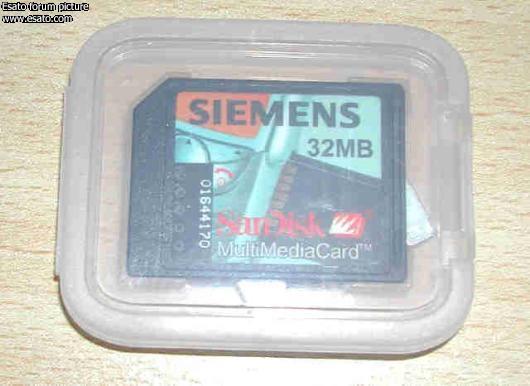 Esato forum picture
www.esato.com
SIEMENS
32MB
01644170
SanDisk
MultiMediaCard™